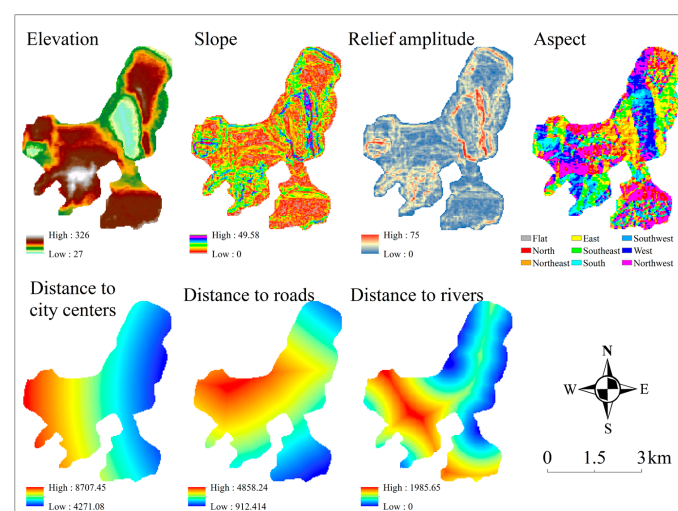 Elevation
Slope
Relief amplitude
Aspect
High : 326
Low : 27
High : 49.58
Low : 0
High : 75
Low : 0
Flat
East
Southwest
North
Southeast
West
Northeast
South
Northwest
Distance to
city centers
Distance to roads
Distance to rivers
N
W
E
S
0 1.5 3 km
High : 8707.45
Low : 4271.08
High : 4858.24
Low : 912.414
High : 1985.65
Low : 0